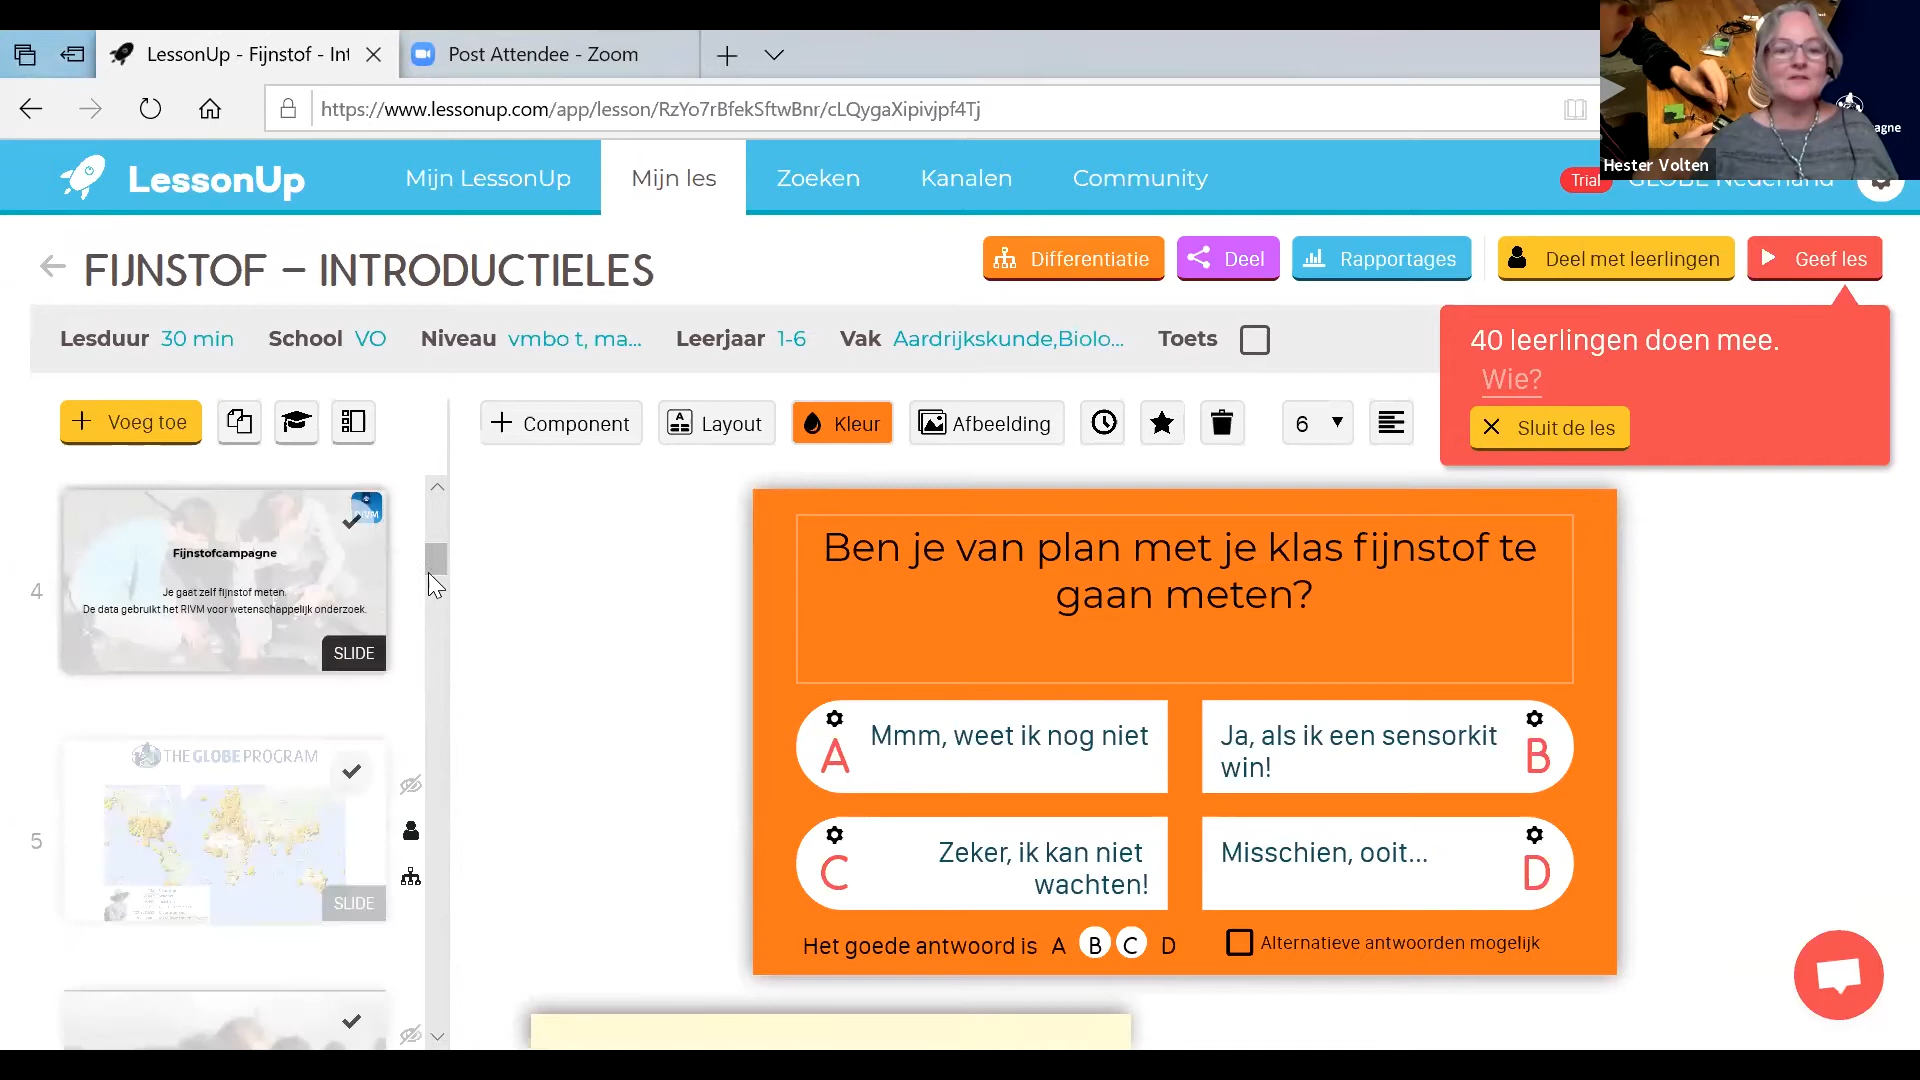 LessonUp - Fijnstof - Int
Post Attendee - Zoom
https://www.lessonup.com/app/lesson/RzYo7rBfekSftwBnr/cLQygaXipivjpf4Tj
agne
Hester Volten
LessonUp
Mijn LessonUp
Mijn les
Zoeken
Kanalen
Community
Trial
GLOBE Nederland
FIJNSTOF – INTRODUCTIELES
Differentiatie
Deel
Rapportages
Deel met leerlingen
Geef les
Lesduur 30 min School VO Niveau vmbo t, ma... Leerjaar 1-6 Vak Aardrijkskunde,Biolo... Toets
40 leerlingen doen mee.
Wie?
Sluit de les
Voeg toe
Component
Layout
Kleur
Afbeelding
6
4
RIVM
Fijnstofcampagne
Je gaat zelf fijnstof meten.
De data gebruikt het RIVM voor wetenschappelijk onderzoek.
SLIDE
5
THE GLOBE PROGRAM
SLIDE
Ben je van plan met je klas fijnstof te
gaan meten?
A
Mmm, weet ik nog niet
Ja, als ik een sensorkit
win!
B
C
Zeker, ik kan niet
wachten!
Misschien, ooit...
D
Het goede antwoord is A B C D
Alternatieve antwoorden mogelijk